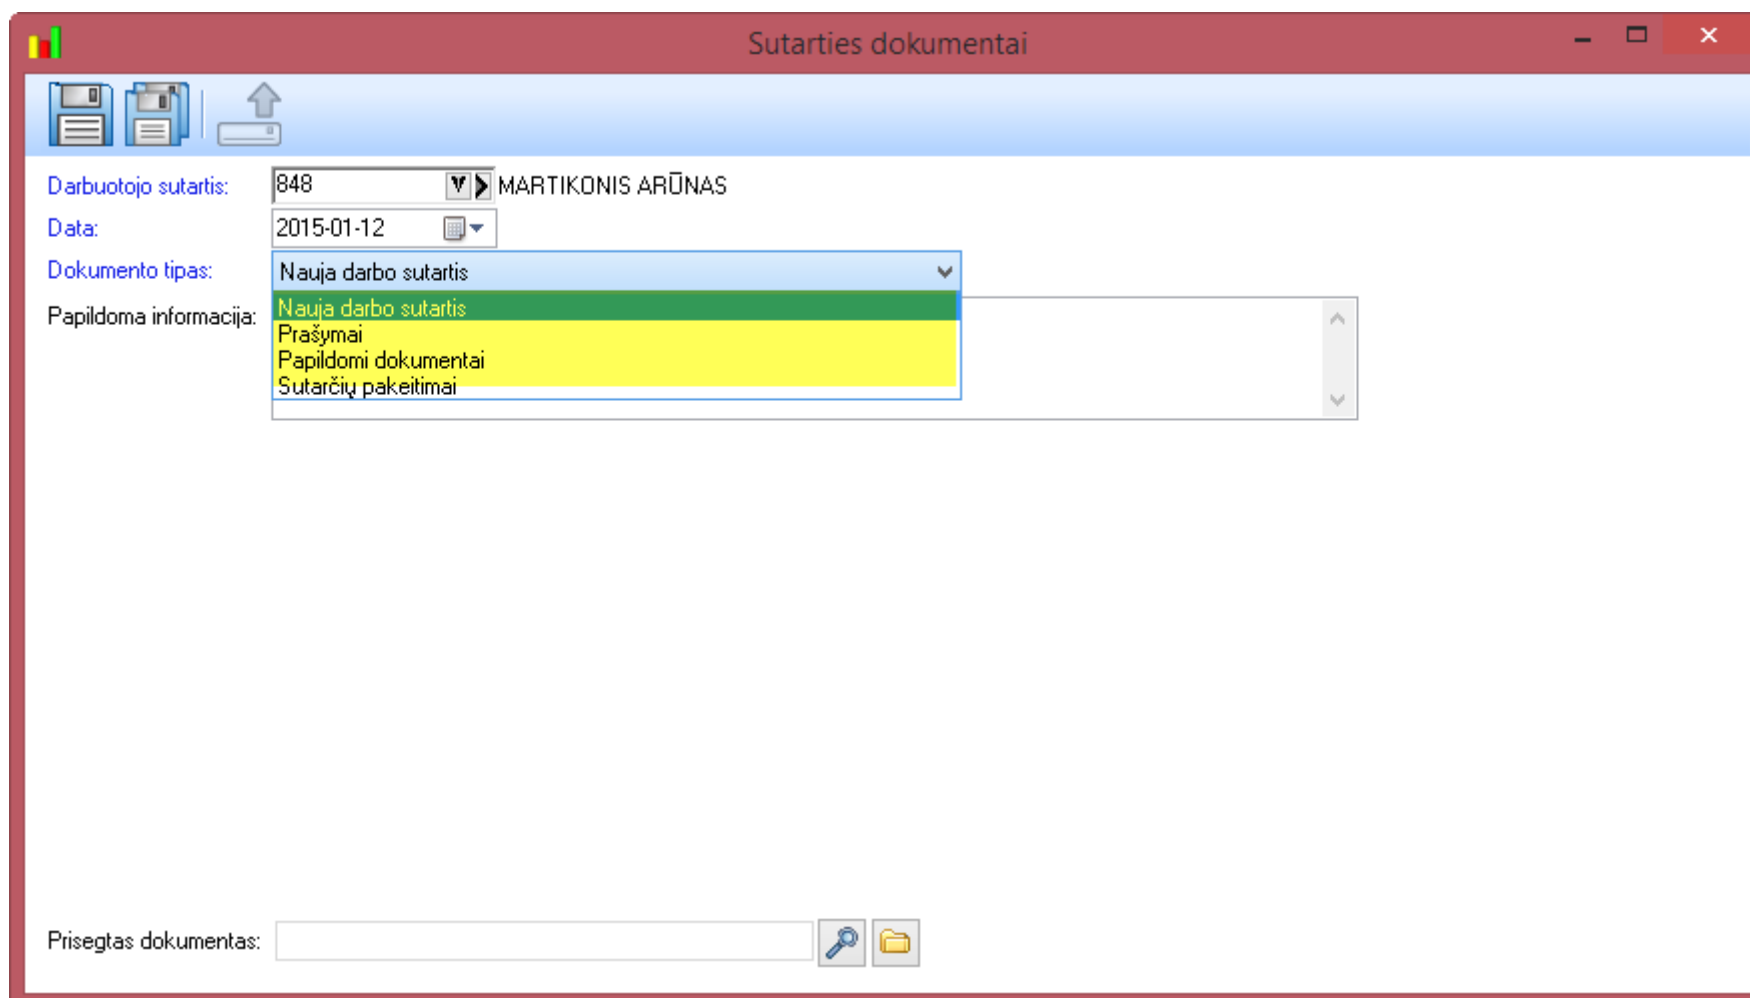 Sutarties dokumentai
Darbuotojo sutartis: 848 MARTIKONIS ARŪNAS
Data: 2015-01-12
Dokumento tipas: Nauja darbo sutartis
Papildoma informacija:
Nauja darbo sutartis
Prašymai
Papildomi dokumentai
Sutarčių pakeitimai
Prisegtas dokumentas: